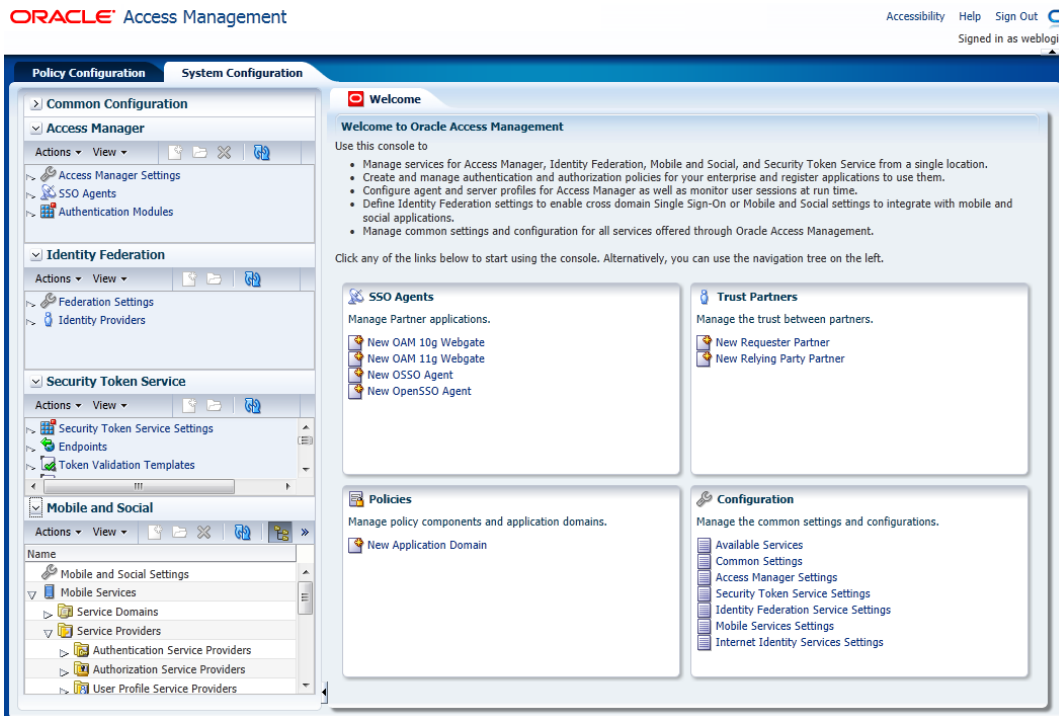 ORACLE Access Management
Accessibility Help Sign Out
Signed in as weblogi
Policy Configuration System Configuration
Common Configuration
Access Manager
Actions View
Access Manager Settings
SSO Agents
Authentication Modules
Identity Federation
Actions View
Federation Settings
Identity Providers
Security Token Service
Actions View
Security Token Service Settings
Endpoints
Token Validation Templates
Mobile and Social
Actions View
Name
Mobile and Social Settings
Mobile Services
Service Domains
Service Providers
Authentication Service Providers
Authorization Service Providers
User Profile Service Providers
Welcome
Welcome to Oracle Access Management
Use this console to
• Manage services for Access Manager, Identity Federation, Mobile and Social, and Security Token Service from a single location.
• Create and manage authentication and authorization policies for your enterprise and register applications to use them.
• Configure agent and server profiles for Access Manager as well as monitor user sessions at run time.
• Define Identity Federation settings to enable cross domain Single Sign-On or Mobile and Social settings to integrate with mobile and
social applications.
• Manage common settings and configuration for all services offered through Oracle Access Management.
Click any of the links below to start using the console. Alternatively, you can use the navigation tree on the left.
SSO Agents
Manage Partner applications.
New OAM 10g Webgate
New OAM 11g Webgate
New OSSO Agent
New OpenSSO Agent
Trust Partners
Manage the trust between partners.
New Requester Partner
New Relying Party Partner
Policies
Manage policy components and application domains.
New Application Domain
Configuration
Manage the common settings and configurations.
Available Services
Common Settings
Access Manager Settings
Security Token Service Settings
Identity Federation Service Settings
Mobile Services Settings
Internet Identity Services Settings